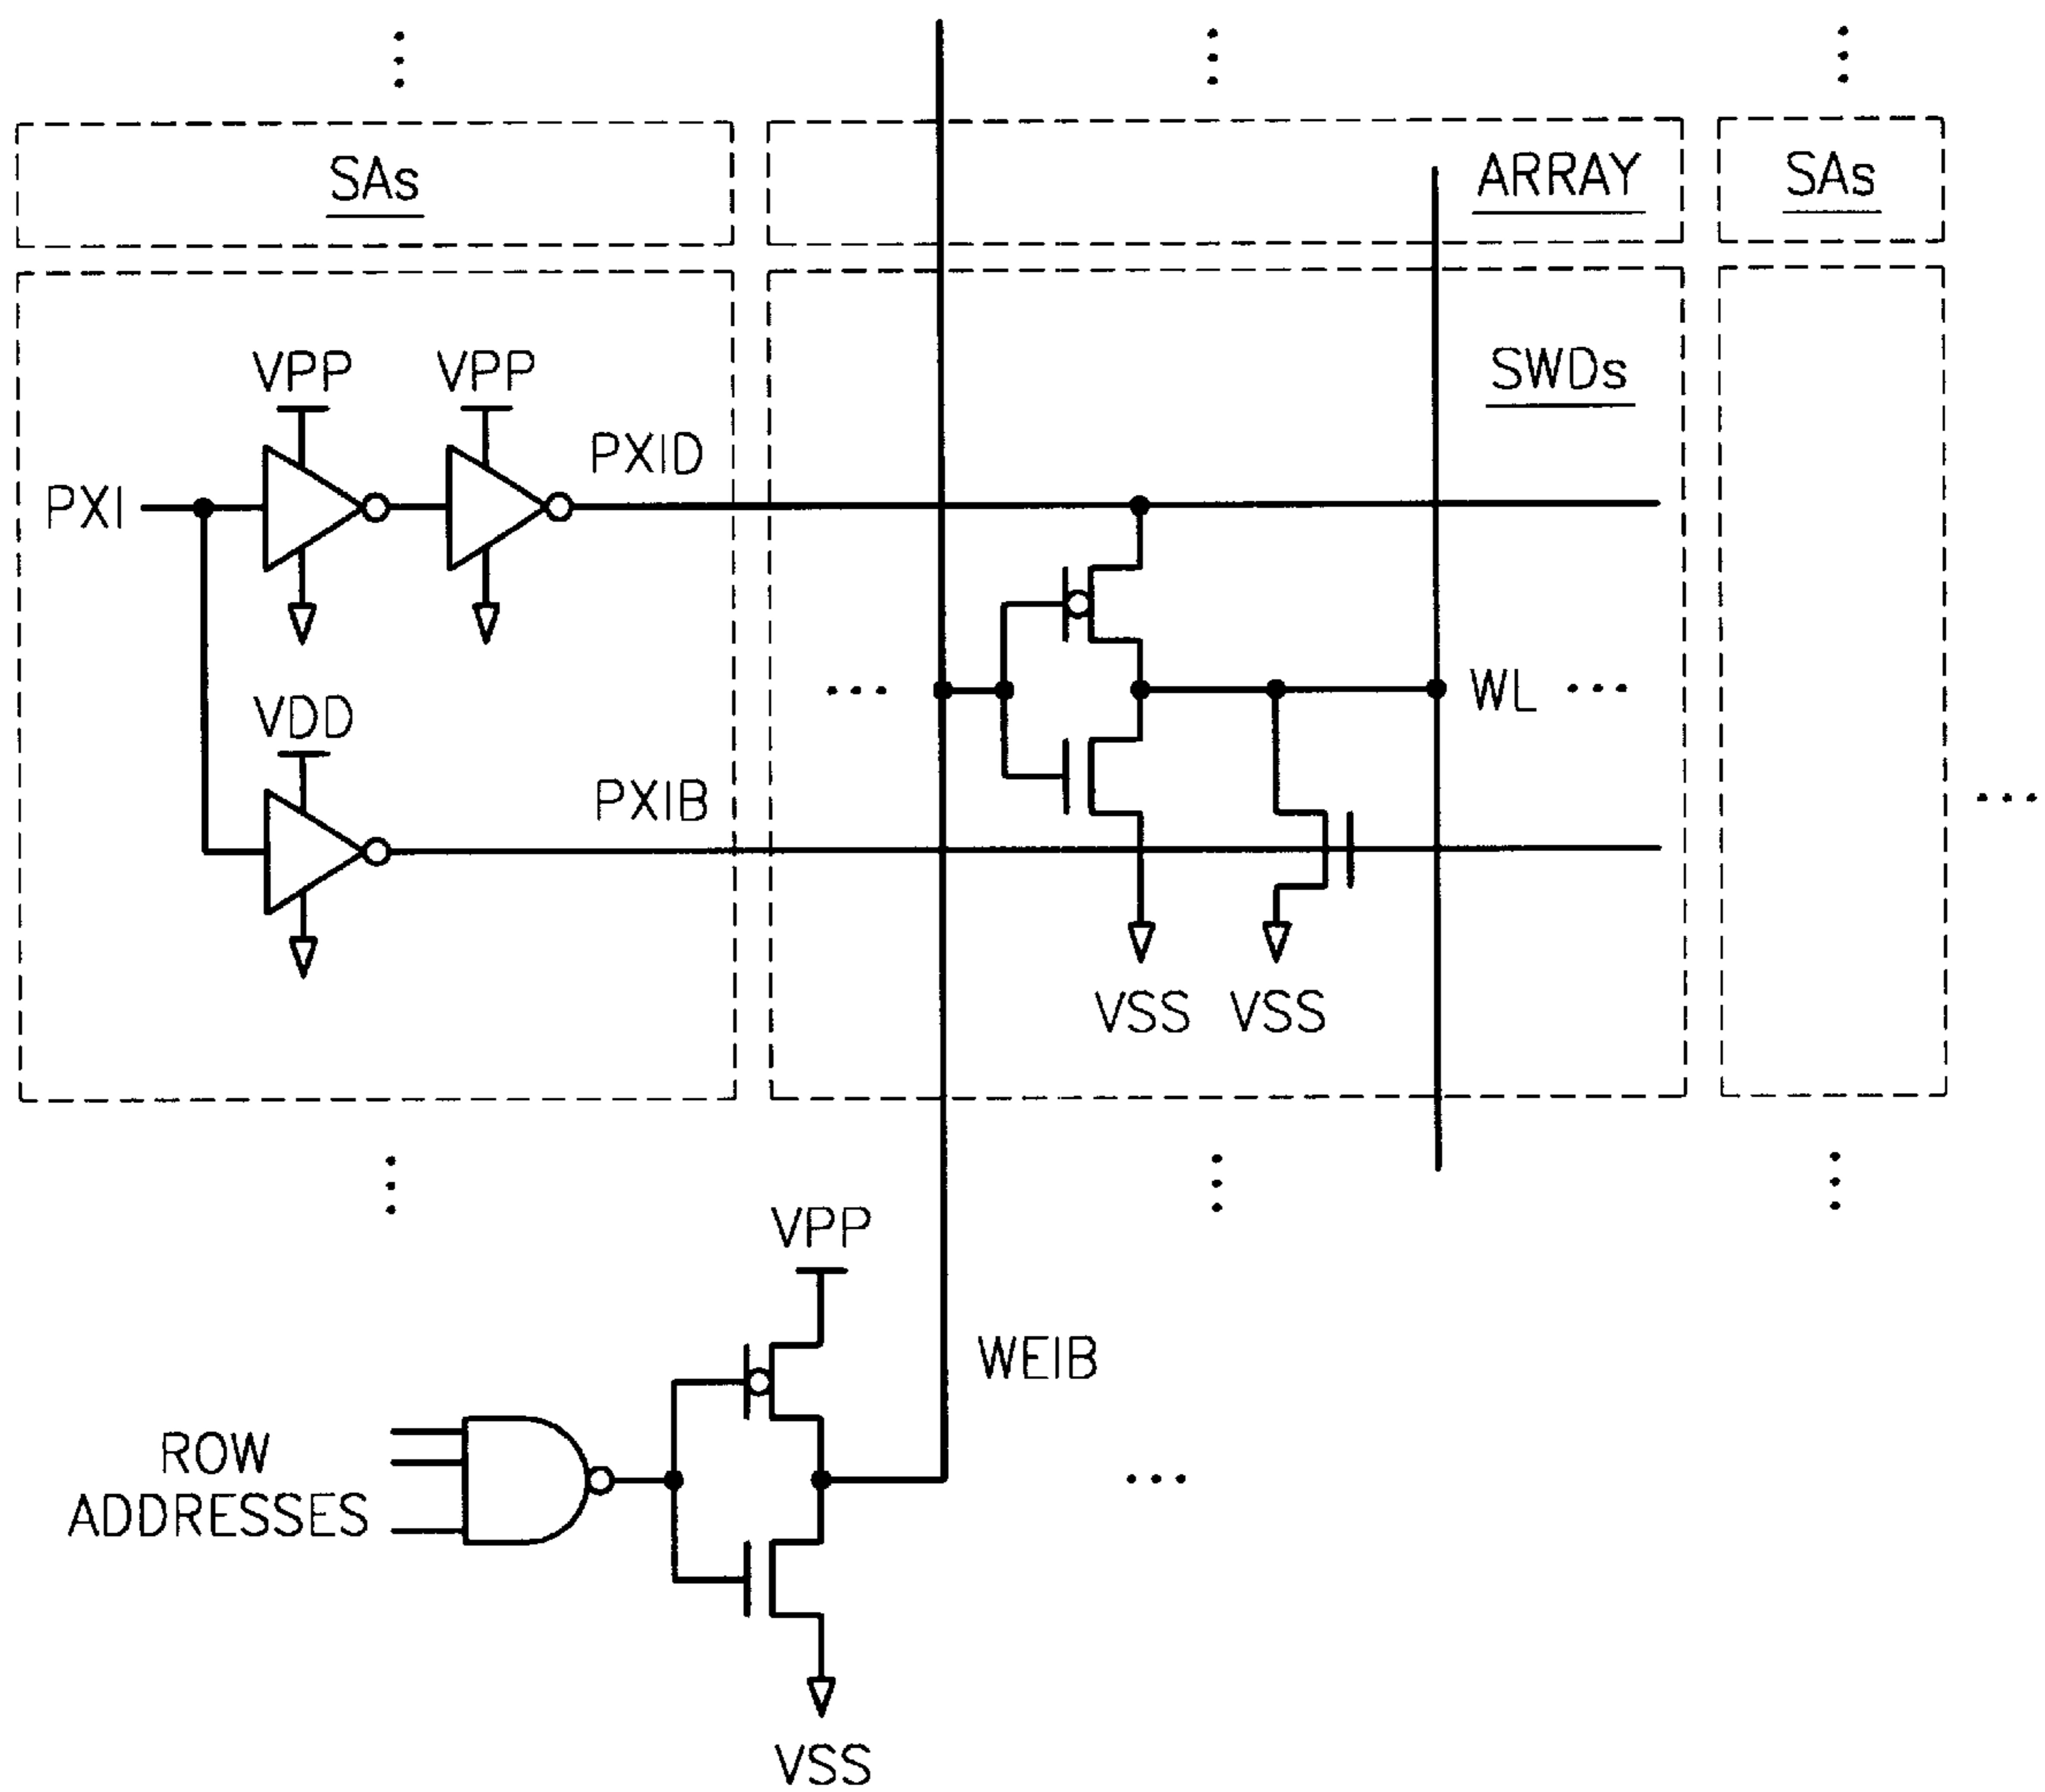 SAs
ARRAY
SAs
SWDs
VPP
VPP
PXID
PXI
VDD
WL
PXIB
VSS
VSS
VPP
WEIB
ROW
ADDRESSES
VSS